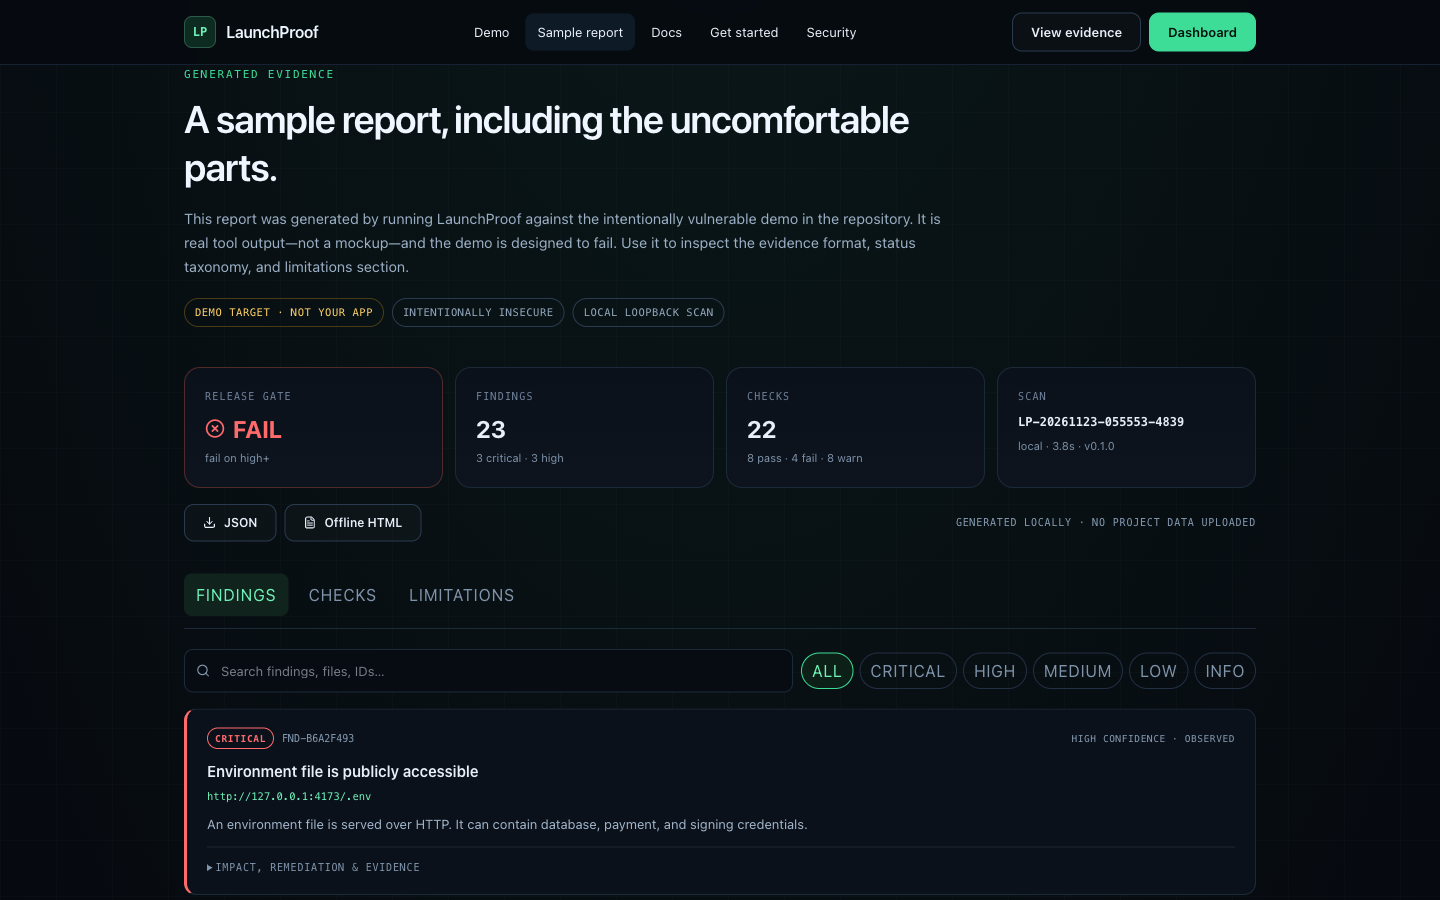 LP LaunchProof Demo Sample report Docs Get started Security View evidence Dashboard
GENERATED EVIDENCE
A sample report, including the uncomfortable
parts.
This report was generated by running LaunchProof against the intentionally vulnerable demo in the repository. It is
real tool output—not a mockup—and the demo is designed to fail. Use it to inspect the evidence format, status
taxonomy, and limitations section.
DEMO TARGET · NOT YOUR APP INTENTIONALLY INSECURE LOCAL LOOPBACK SCAN
RELEASE GATE
FAIL
fail on high+
FINDINGS
23
3 critical · 3 high
CHECKS
22
8 pass · 4 fail · 8 warn
SCAN
LP-20261123-055553-4839
local · 3.8s · v0.1.0
JSON Offline HTML GENERATED LOCALLY · NO PROJECT DATA UPLOADED
FINDINGS CHECKS LIMITATIONS
Search findings, files, IDs... ALL CRITICAL HIGH MEDIUM LOW INFO
CRITICAL FND-B6A2F493 HIGH CONFIDENCE · OBSERVED
Environment file is publicly accessible
http://127.0.0.1:4173/.env
An environment file is served over HTTP. It can contain database, payment, and signing credentials.
IMPACT, REMEDIATION & EVIDENCE